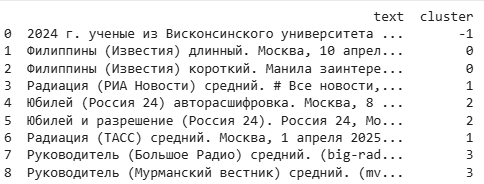 text cluster
0 2024 г. ученые из Висконсинского университета ... -1
1 Филиппины (Известия) длинный. Москва, 10 апрел... 0
2 Филиппины (Известия) короткий. Манила заинтере... 0
3 Радиация (РИА Новости) средний. # Все новости,... 1
4 Юбилей (Россия 24) авторасшифровка. Москва, 8 ... 2
5 Юбилей и разрешение (Россия 24). Россия 24, Мо... 2
6 Радиация (ТАСС) средний. Москва, 1 апреля 2025... 1
7 Руководитель (Большое Радио) средний. (big-rad... 3
8 Руководитель (Мурманский вестник) средний. (mv... 3